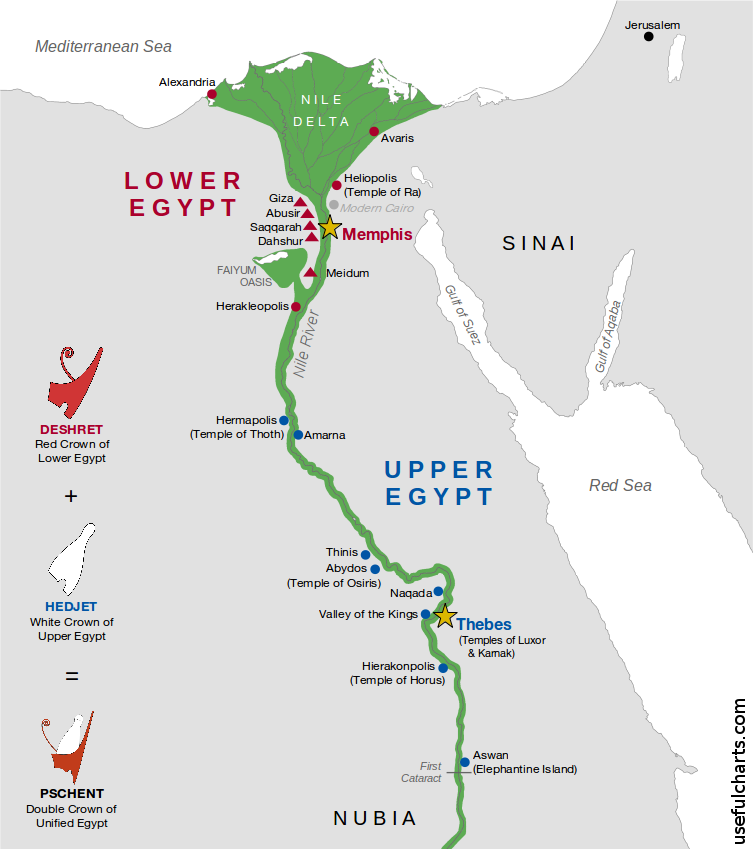 Jerusalem
Mediterranean Sea
Alexandria
NILE
DELTA
Avaris
LOWER
EGYPT
Heliopolis
(Temple of Ra)
Modern Cairo
Giza
Abusir
Saqqarah
Dahshur
Memphis
SINAI
FAIYUM
OASIS
Meidum
Herakleopolis
Nile River
Gulf of Suez
Gulf of Aqaba
DESHRET
Red Crown of
Lower Egypt
+
HEDJET
White Crown of
Upper Egypt
=
PSCHENT
Double Crown of
Unified Egypt
Hermapolis
(Temple of Thoth)
Amarna
UPPER
EGYPT
Red Sea
Thinis
Abydos
(Temple of Osiris)
Naqada
Valley of the Kings
Thebes
(Temples of Luxor
& Karnak)
Hierakonpolis
(Temple of Horus)
Aswan
(Elephantine Island)
First
Cataract
NUBIA
usefulcharts.com